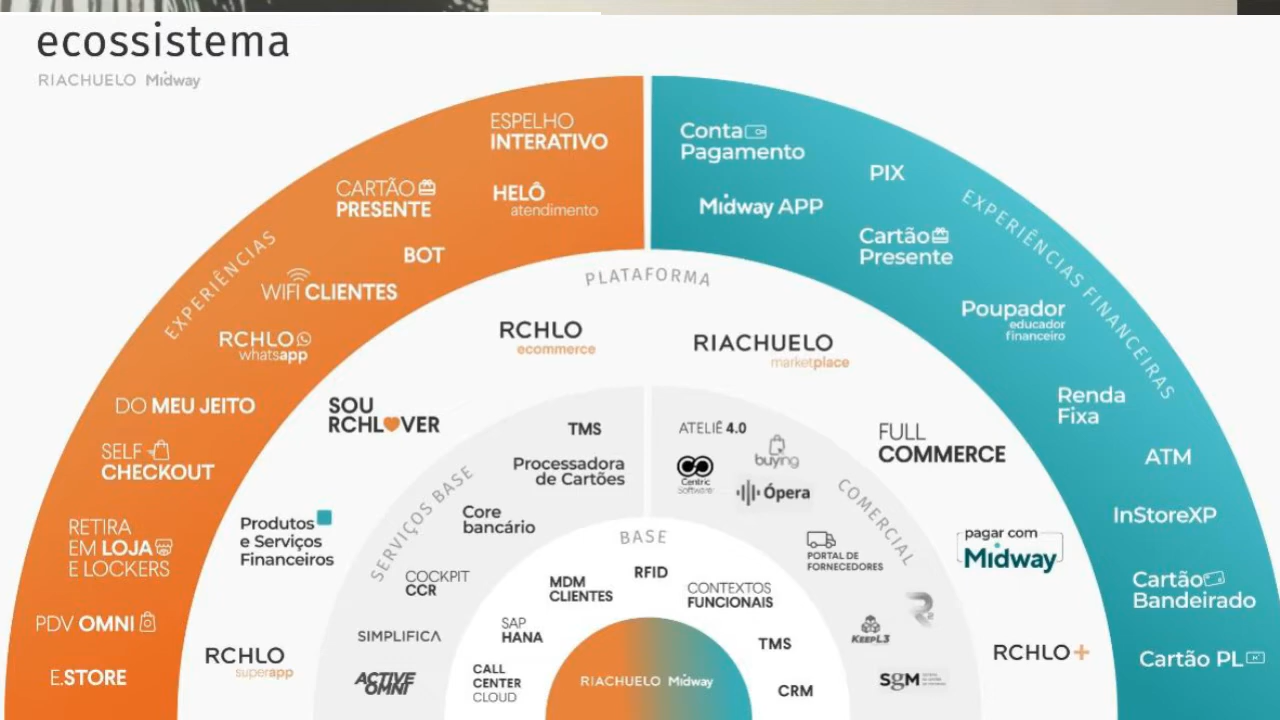 ecossistema
RIACHUELO Midway
EXPERIÊNCIAS
ESPELHO
INTERATIVO
CARTÃO
PRESENTE
HELÔ
atendimento
BOT
WIFI CLIENTES
RCHLO
whatsapp
DO MEU JEITO
SELF
CHECKOUT
RETIRA
EM LOJA
E LOCKERS
PDV OMNI
E.STORE
EXPERIÊNCIAS FINANCEIRAS
Conta
Pagamento
PIX
Midway APP
Cartão
Presente
Poupador
educador
financeiro
Renda
Fixa
ATM
InStoreXP
Cartão
Bandeirado
Cartão PL
PLATAFORMA
RCHLO
ecommerce
RIACHUELO
marketplace
SOU
RCHLOVER
FULL
COMMERCE
Produtos
e Serviços
Financeiros
pagar com
Midway
RCHLO
superapp
RCHLO+
SERVIÇOS BASE
TMS
Processadora
de Cartões
Core
bancário
COCKPIT
CCR
SIMPLIFICA
ACTIVE
OMNI
COMERCIAL
ATELIÊ 4.0
buying
Centric
Software
Ópera
PORTAL DE
FORNECEDORES
R2
KEEPL3
SGM
BASE
RFID
MDM
CLIENTES
CONTEXTOS
FUNCIONAIS
SAP
HANA
TMS
CALL
CENTER
CLOUD
CRM
RIACHUELO Midway